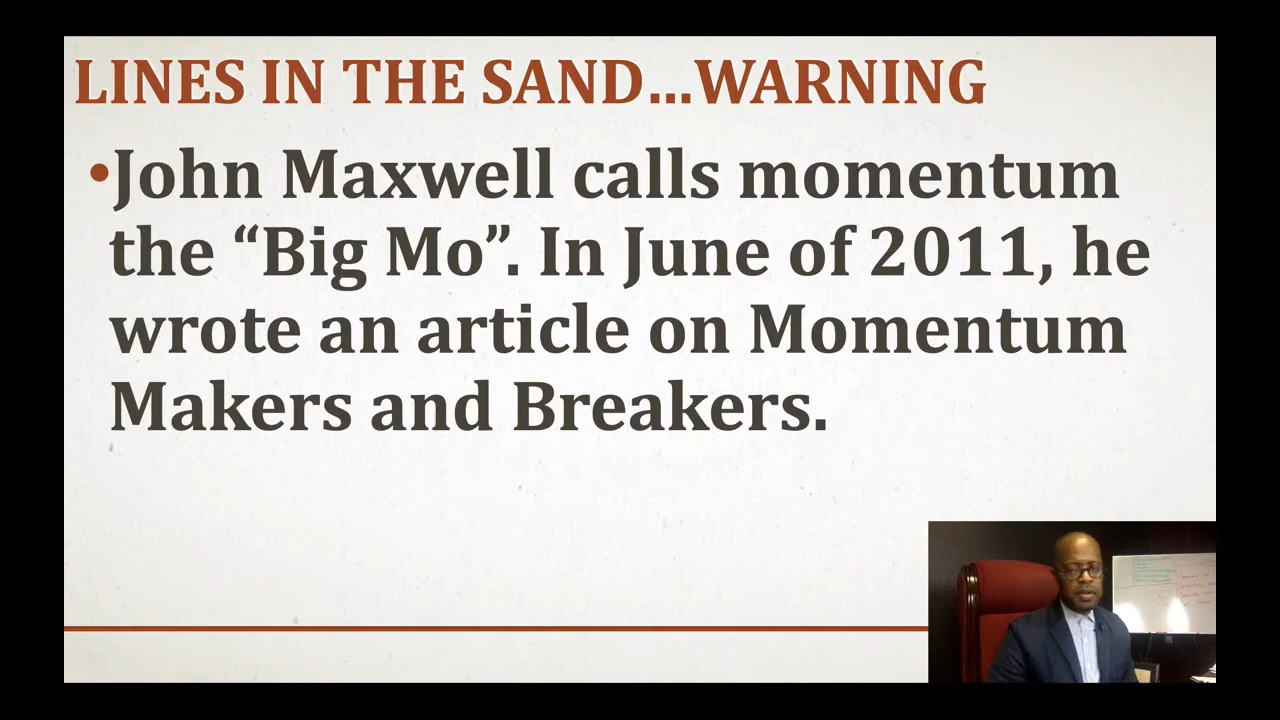 LINES IN THE SAND...WARNING
•John Maxwell calls momentum
the “Big Mo”. In June of 2011, he
wrote an article on Momentum
Makers and Breakers.